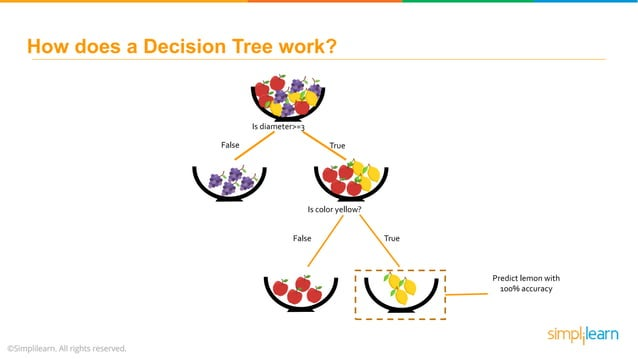 How does a Decision Tree work?
Is diameter>=3
False
True
Is color yellow?
False
True
Predict lemon with
100% accuracy
simplilearn
©Simplilearn. All rights reserved.